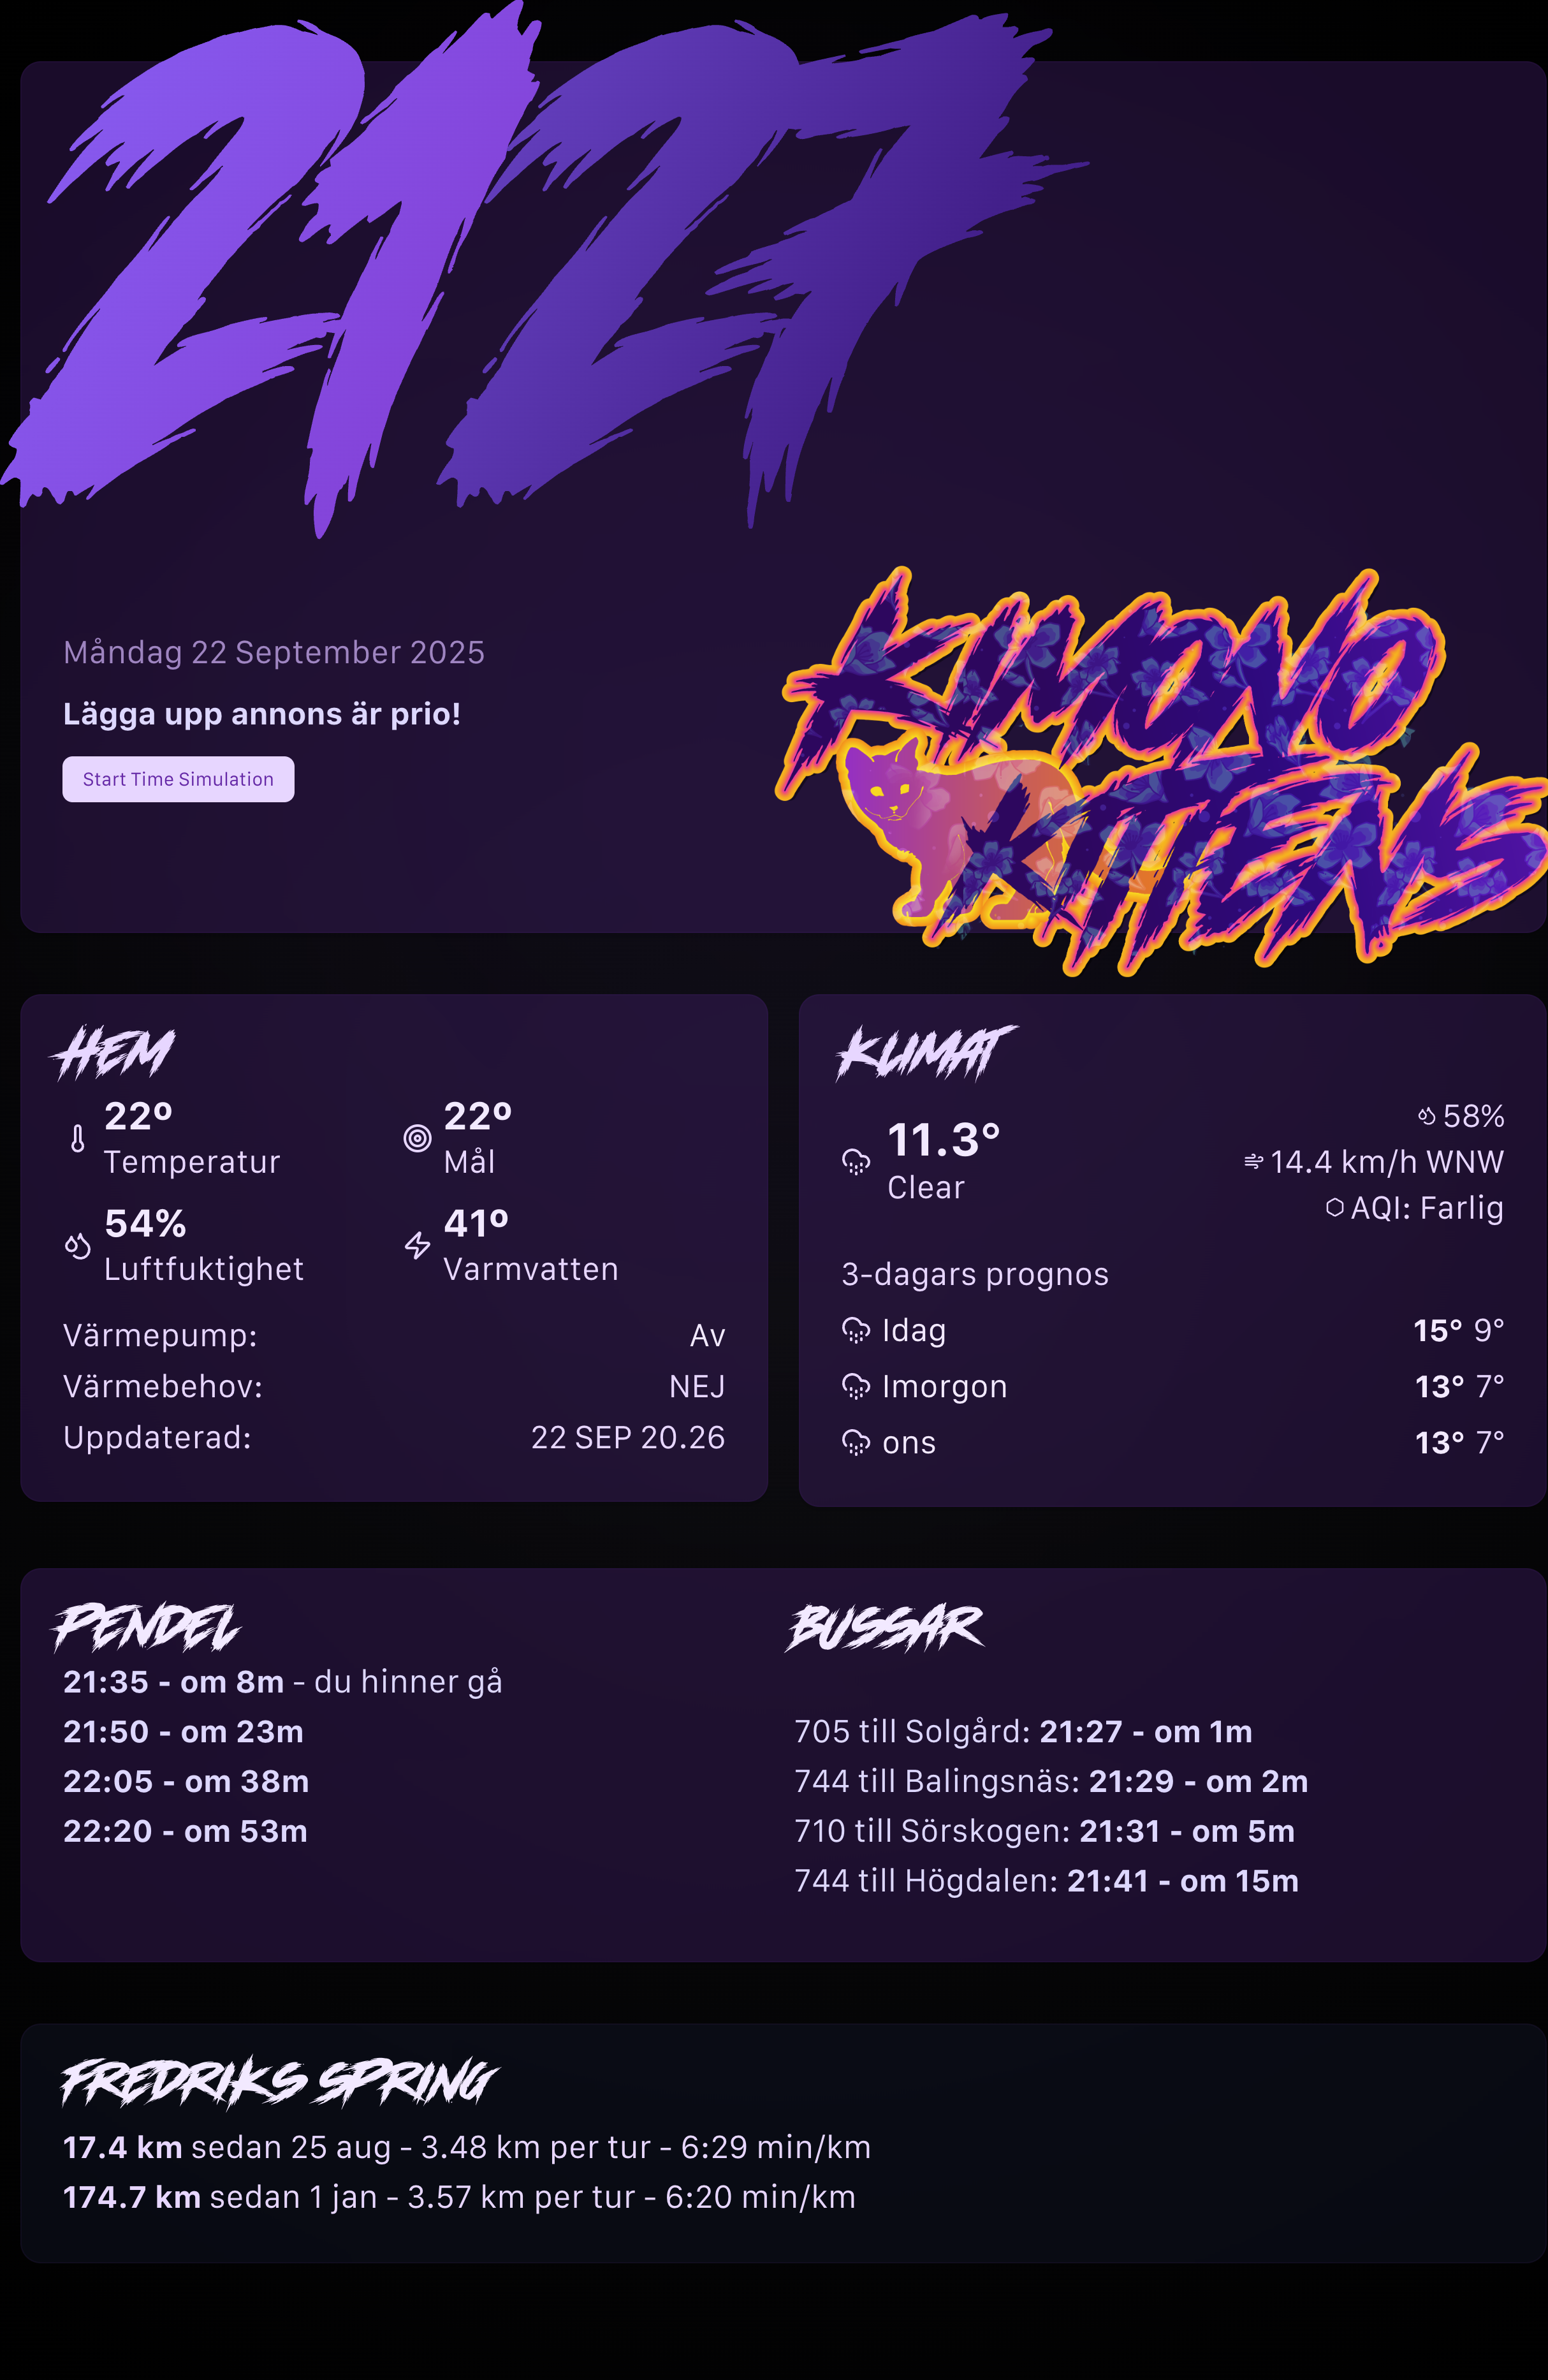 2127
Måndag 22 September 2025
Lägga upp annons är prio!
Start Time Simulation
KIMONO
KITTENS
HEM
22º
Temperatur
22º
Mål
54%
Luftfuktighet
41º
Varmvatten
Värmepump: Av
Värmebehov: NEJ
Uppdaterad: 22 SEP 20.26
KLIMAT
11.3°
Clear
58%
14.4 km/h WNW
AQI: Farlig
3-dagars prognos
Idag 15° 9°
Imorgon 13° 7°
ons 13° 7°
PENDEL
21:35 - om 8m - du hinner gå
21:50 - om 23m
22:05 - om 38m
22:20 - om 53m
BUSSAR
705 till Solgård: 21:27 - om 1m
744 till Balingsnäs: 21:29 - om 2m
710 till Sörskogen: 21:31 - om 5m
744 till Högdalen: 21:41 - om 15m
FREDRIKS SPRING
17.4 km sedan 25 aug - 3.48 km per tur - 6:29 min/km
174.7 km sedan 1 jan - 3.57 km per tur - 6:20 min/km